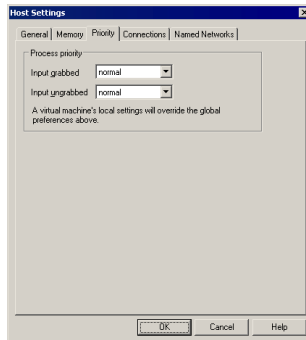 Host Settings
General Memory Priority Connections Named Networks
Process priority
Input grabbed normal
Input ungrabbed normal
A virtual machine's local settings will override the global
preferences above.
OK Cancel Help